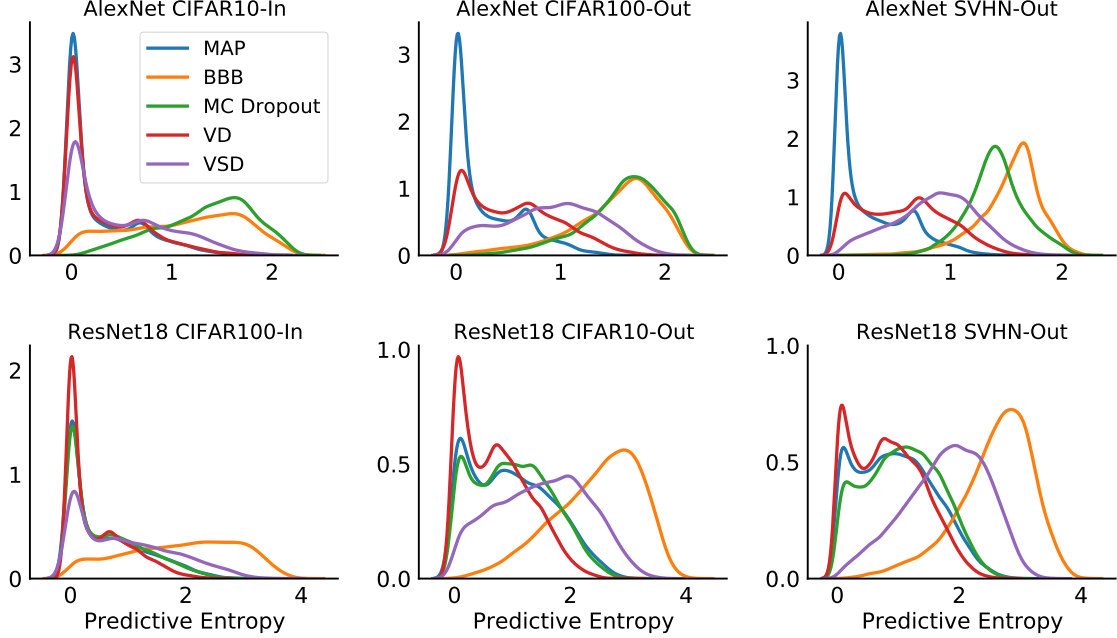 AlexNet CIFAR10-In
AlexNet CIFAR100-Out
AlexNet SVHN-Out
MAP
BBB
MC Dropout
VD
VSD
3
2
1
0
0 1 2
3
2
1
0
0 1 2
3
2
1
0
0 1 2
ResNet18 CIFAR100-In
ResNet18 CIFAR10-Out
ResNet18 SVHN-Out
2
1
0
0 2 4
Predictive Entropy
1.0
0.5
0.0
0 2 4
Predictive Entropy
1.0
0.5
0.0
0 2 4
Predictive Entropy